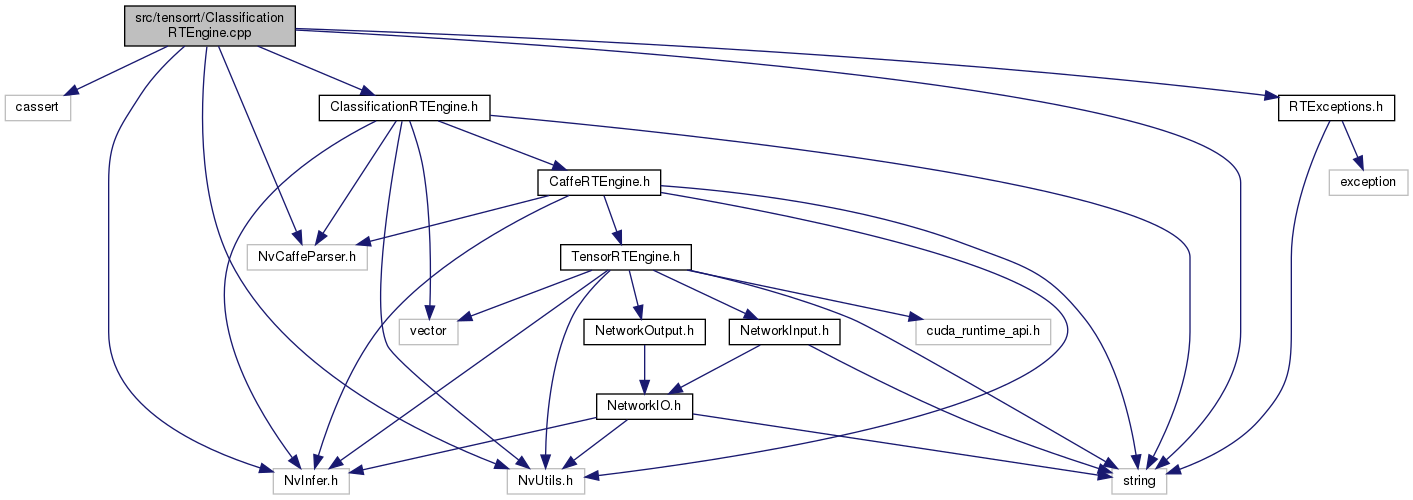 src/tensorrt/Classification
RTEngine.cpp
cassert
ClassificationRTEngine.h
RTExceptions.h
CaffeRTEngine.h
exception
NvCaffeParser.h
TensorRTEngine.h
vector
NetworkOutput.h
NetworkInput.h
cuda_runtime_api.h
NetworkIO.h
NvInfer.h
NvUtils.h
string